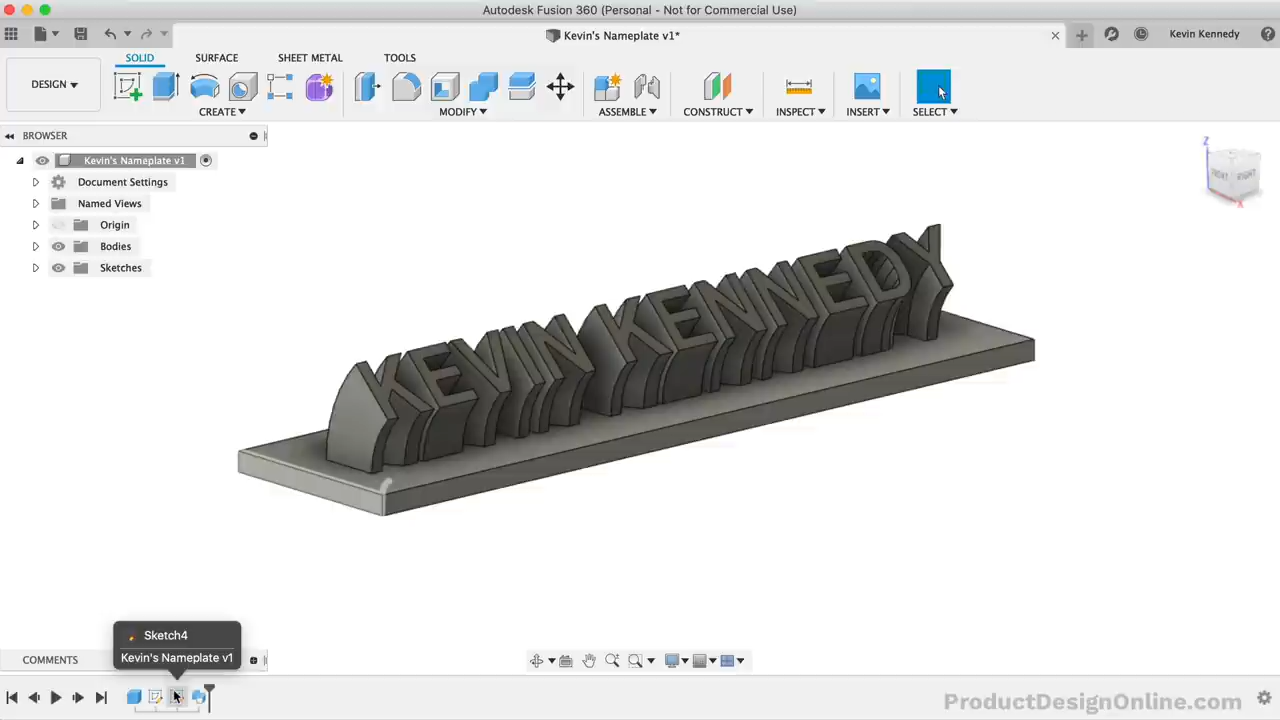 Autodesk Fusion 360 (Personal - Not for Commercial Use)
Kevin's Nameplate v1*
Kevin Kennedy
SOLID
SURFACE
SHEET METAL
TOOLS
DESIGN
CREATE
MODIFY
ASSEMBLE
CONSTRUCT
INSPECT
INSERT
SELECT
BROWSER
Kevin's Nameplate v1
Document Settings
Named Views
Origin
Bodies
Sketches
Z
FRONT
RIGHT
X
KEVIN KENNEDY
Sketch4
Kevin's Nameplate v1
COMMENTS
ProductDesignOnline.com